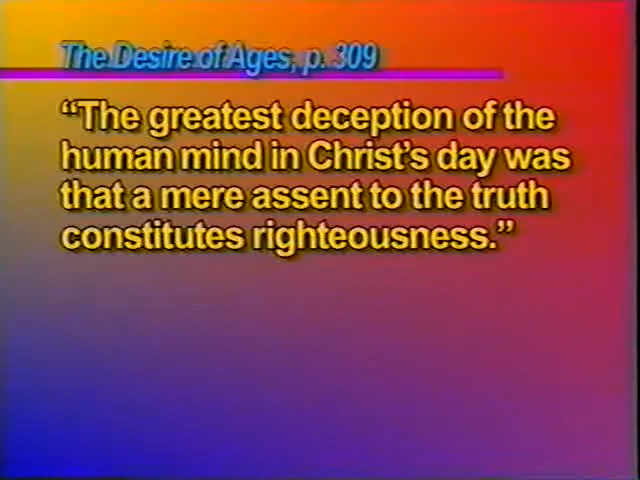 The Desire of Ages, p. 309
“The greatest deception of the
human mind in Christ’s day was
that a mere assent to the truth
constitutes righteousness.”